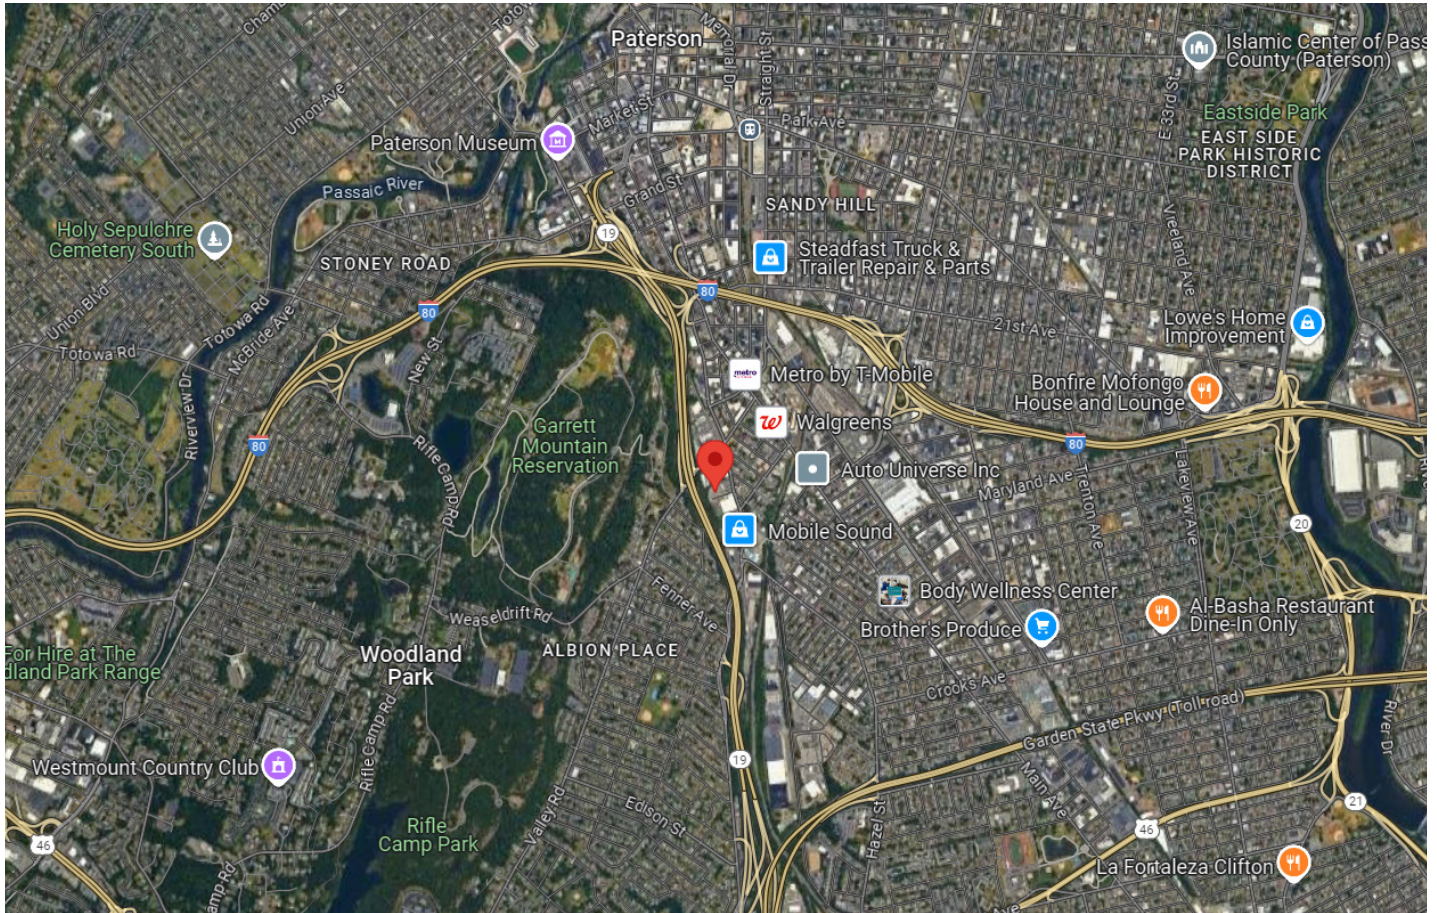 Chamb
Totow
Paterson
Memorial Dr
Straight St
Islamic Center of Pass
County (Paterson)
Union Ave
Market St
Park Ave
E 33rd St
Eastside Park
Paterson Museum
EAST SIDE
PARK HISTORIC
DISTRICT
Passaic River
Grand St
SANDY HILL
Vreeland Ave
Holy Sepulchre
Cemetery South
19
STONEY ROAD
Steadfast Truck &
Trailer Repair & Parts
80
80
Union Blvd
Totowa Rd
McBride Ave
21st Ave
Lowe's Home
Improvement
Totowa Rd
New St
metro
Metro by T-Mobile
Riverview Dr
Bonfire Mofongo
House and Lounge
Walgreens
Garrett
Mountain
Reservation
80
80
Rifle Camp Rd
Auto Universe Inc
Maryland Ave
Trenton Ave
Lakeview Ave
20
Mobile Sound
Fenner Ave
Body Wellness Center
Weaseldrift Rd
Brother's Produce
Al-Basha Restaurant
Dine-In Only
For Hire at The
dland Park Range
Woodland
Park
ALBION PLACE
Crooks Ave
Rifle Camp Rd
Garden State Pkwy (Toll road)
River Dr
Westmount Country Club
19
Main Ave
Valley Rd
Edison St
Hazel St
21
46
46
Rifle
Camp Park
La Fortaleza Clifton
amp Rd
Ave